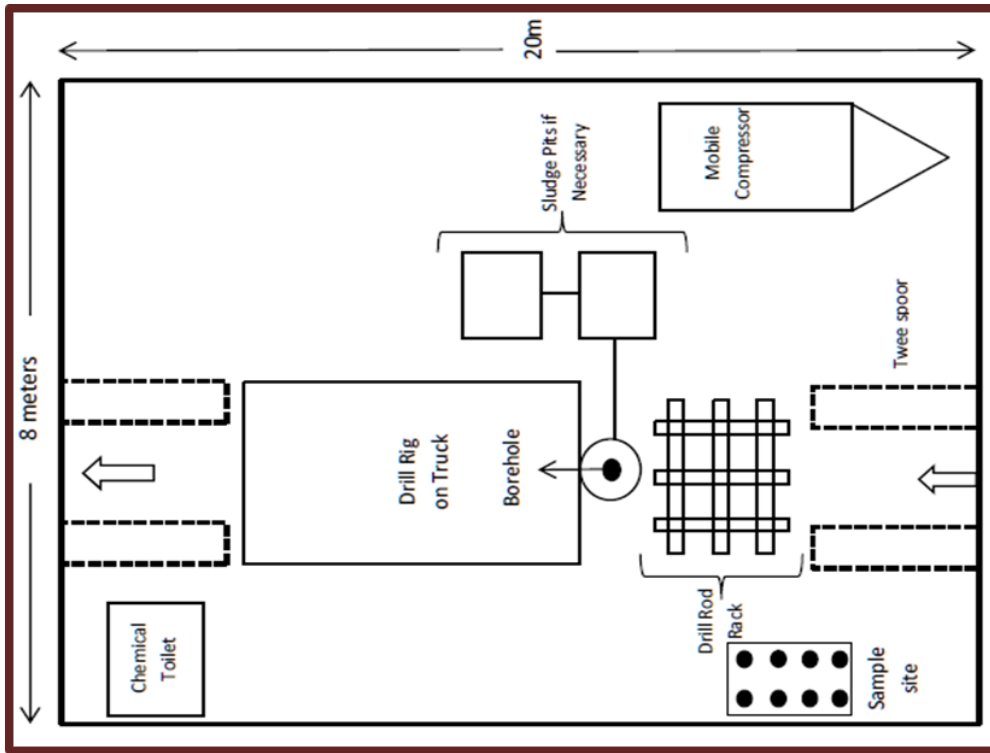 20m
8 meters
Sludge Pits if
Necessary
Mobile
Compressor
Twee spoor
Drill Rig
on Truck
Borehole
Drill Rod
Rack
Chemical
Toilet
Sample
site